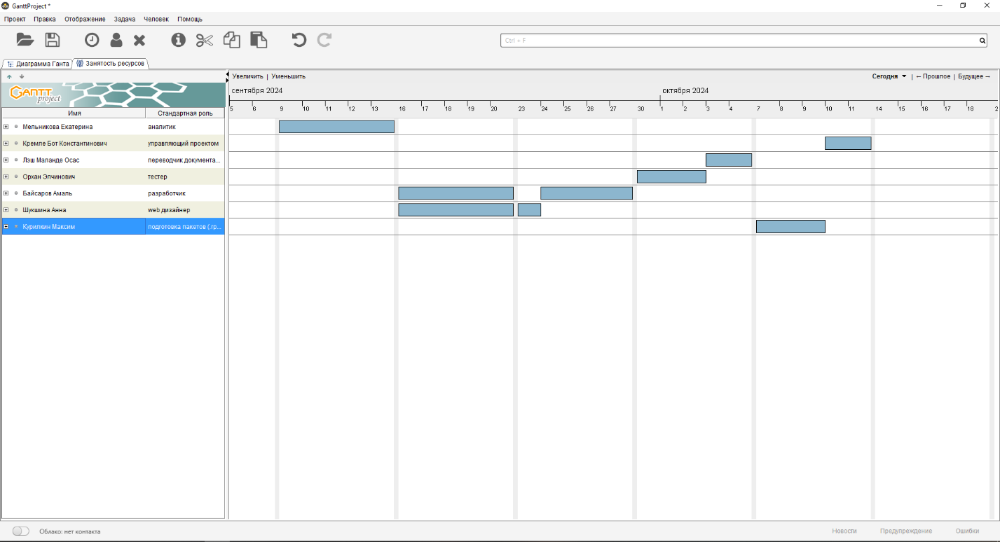 GanttProject *
Проект Правка Отображение Задача Человек Помощь
Ctrl + F
Диаграмма Ганта Занятость ресурсов
Увеличить | Уменьшить Сегодня | ← Прошлое | Будущее →
GANTT project
сентября 2024 октября 2024
5 6 9 10 11 12 13 16 17 18 19 20 23 24 25 26 27 30 1 2 3 4 7 8 9 10 11 14 15 16 17 18 2
Имя Стандартная роль
Мельникова Екатерина аналитик
Кремле Бот Константинович управляющий проектом
Лэш Маланде Осас переводчик документа...
Орхан Элчинович тестер
Байсаров Амаль разработчик
Шукшина Анна web дизайнер
Курилкин Максим подготовка пакетов (.гр...
Облако: нет контакта Новости Предупреждение Ошибки